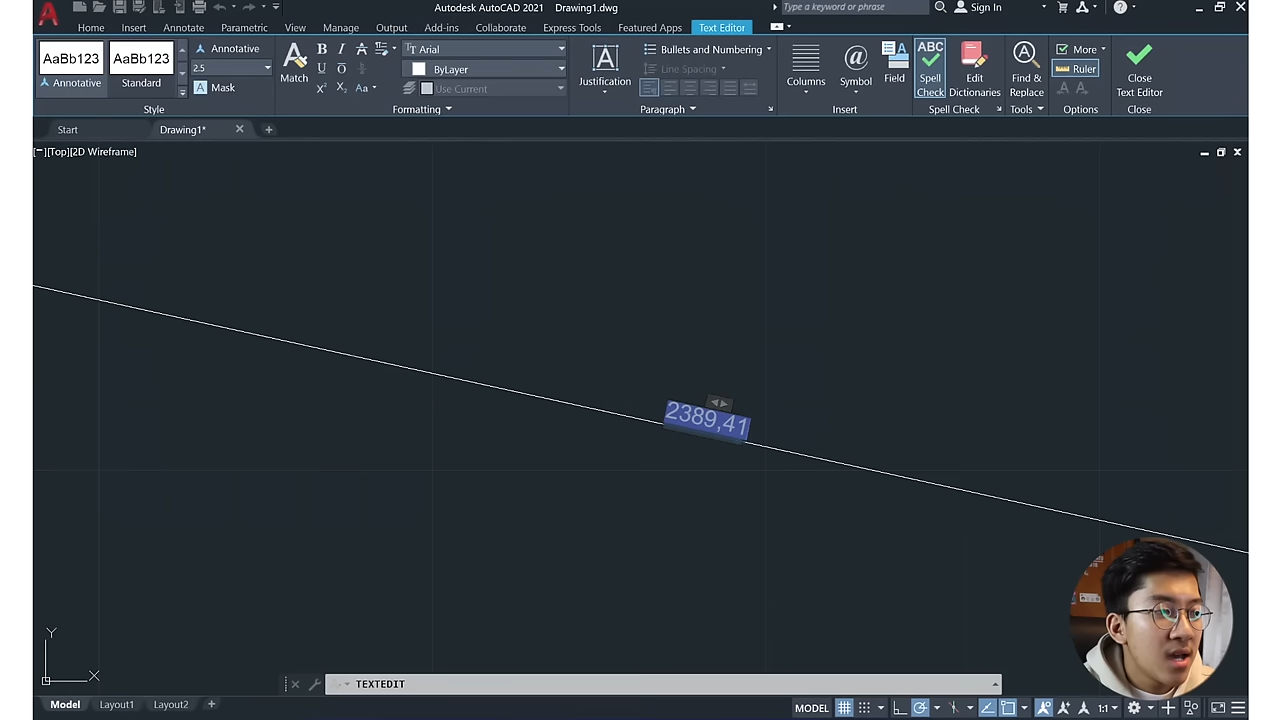 Autodesk AutoCAD 2021 Drawing1.dwg
Type a keyword or phrase
Sign In
Home Insert Annotate Parametric View Manage Output Add-ins Collaborate Express Tools Featured Apps Text Editor
AaBb123 AaBb123
Annotative Standard
Annotative
2.5
Mask
Style
Match
Arial
ByLayer
Use Current
Formatting
Justification
Bullets and Numbering
Line Spacing
Paragraph
Columns
Symbol
Field
Insert
ABC
Spell
Check
Edit
Dictionaries
Spell Check
Find &
Replace
Tools
More
Ruler
Options
Close
Text Editor
Close
Start Drawing1*
[−][Top][2D Wireframe]
2389,41
Y
X
TEXTEDIT
Model Layout1 Layout2
MODEL
1:1